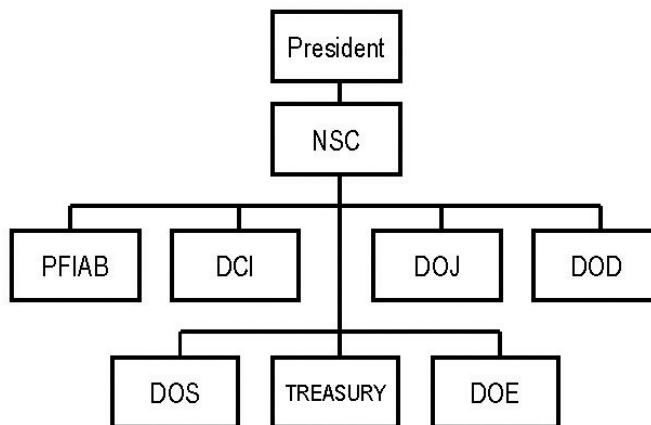 President
NSC
PFIAB
DCI
DOJ
DOD
DOS
TREASURY
DOE